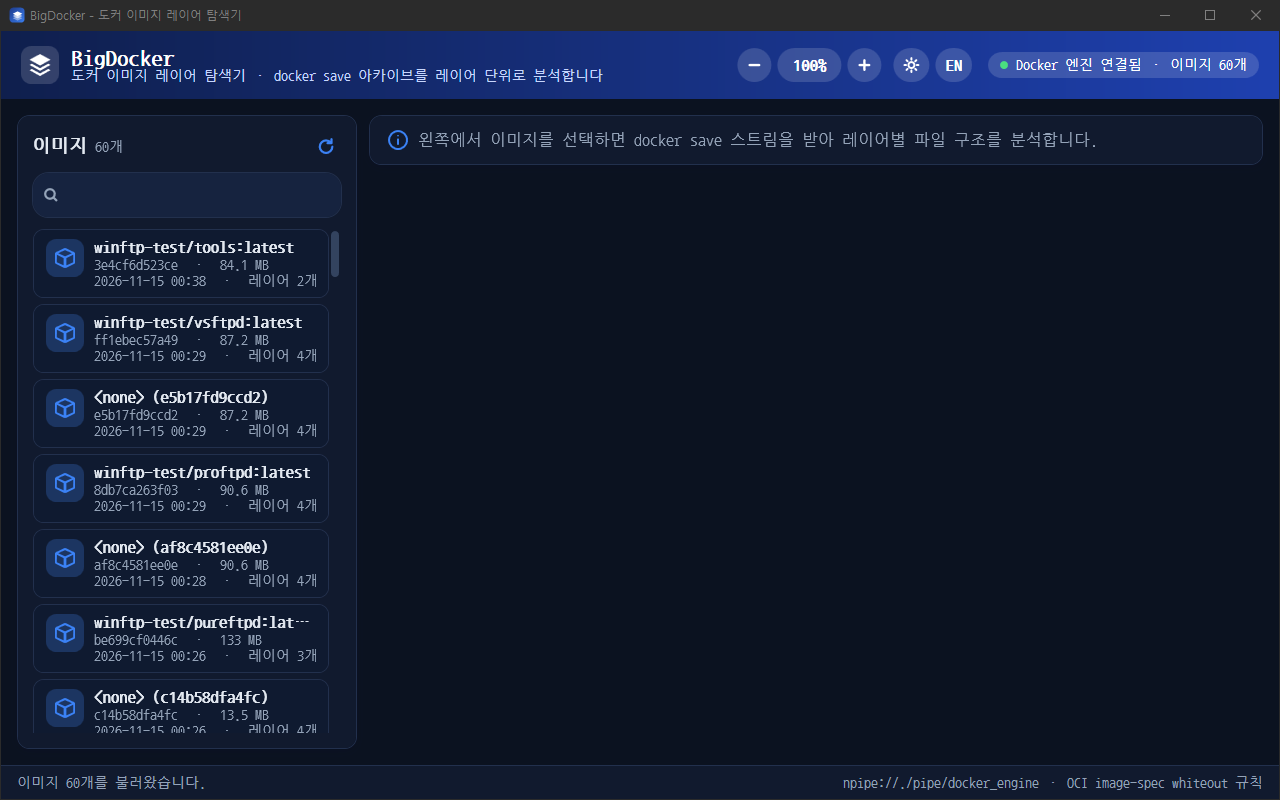 BigDocker - 도커 이미지 레이어 탐색기
BigDocker
도커 이미지 레이어 탐색기 · docker save 아카이브를 레이어 단위로 분석합니다
100%
EN
Docker 엔진 연결됨 · 이미지 60개
이미지 60개
winftp-test/tools:latest
3e4cf6d523ce · 84.1 MB
2026-11-15 00:38 · 레이어 2개
winftp-test/vsftpd:latest
ff1ebec57a49 · 87.2 MB
2026-11-15 00:29 · 레이어 4개
<none> (e5b17fd9ccd2)
e5b17fd9ccd2 · 87.2 MB
2026-11-15 00:29 · 레이어 4개
winftp-test/proftpd:latest
8db7ca263f03 · 90.6 MB
2026-11-15 00:29 · 레이어 4개
<none> (af8c4581ee0e)
af8c4581ee0e · 90.6 MB
2026-11-15 00:28 · 레이어 4개
winftp-test/pureftpd:lat…
be699cf0446c · 133 MB
2026-11-15 00:26 · 레이어 3개
<none> (c14b58dfa4fc)
c14b58dfa4fc · 13.5 MB
2026-11-15 00:26 · 레이어 4개
왼쪽에서 이미지를 선택하면 docker save 스트림을 받아 레이어별 파일 구조를 분석합니다.
이미지 60개를 불러왔습니다.
npipe://./pipe/docker_engine · OCI image-spec whiteout 규칙